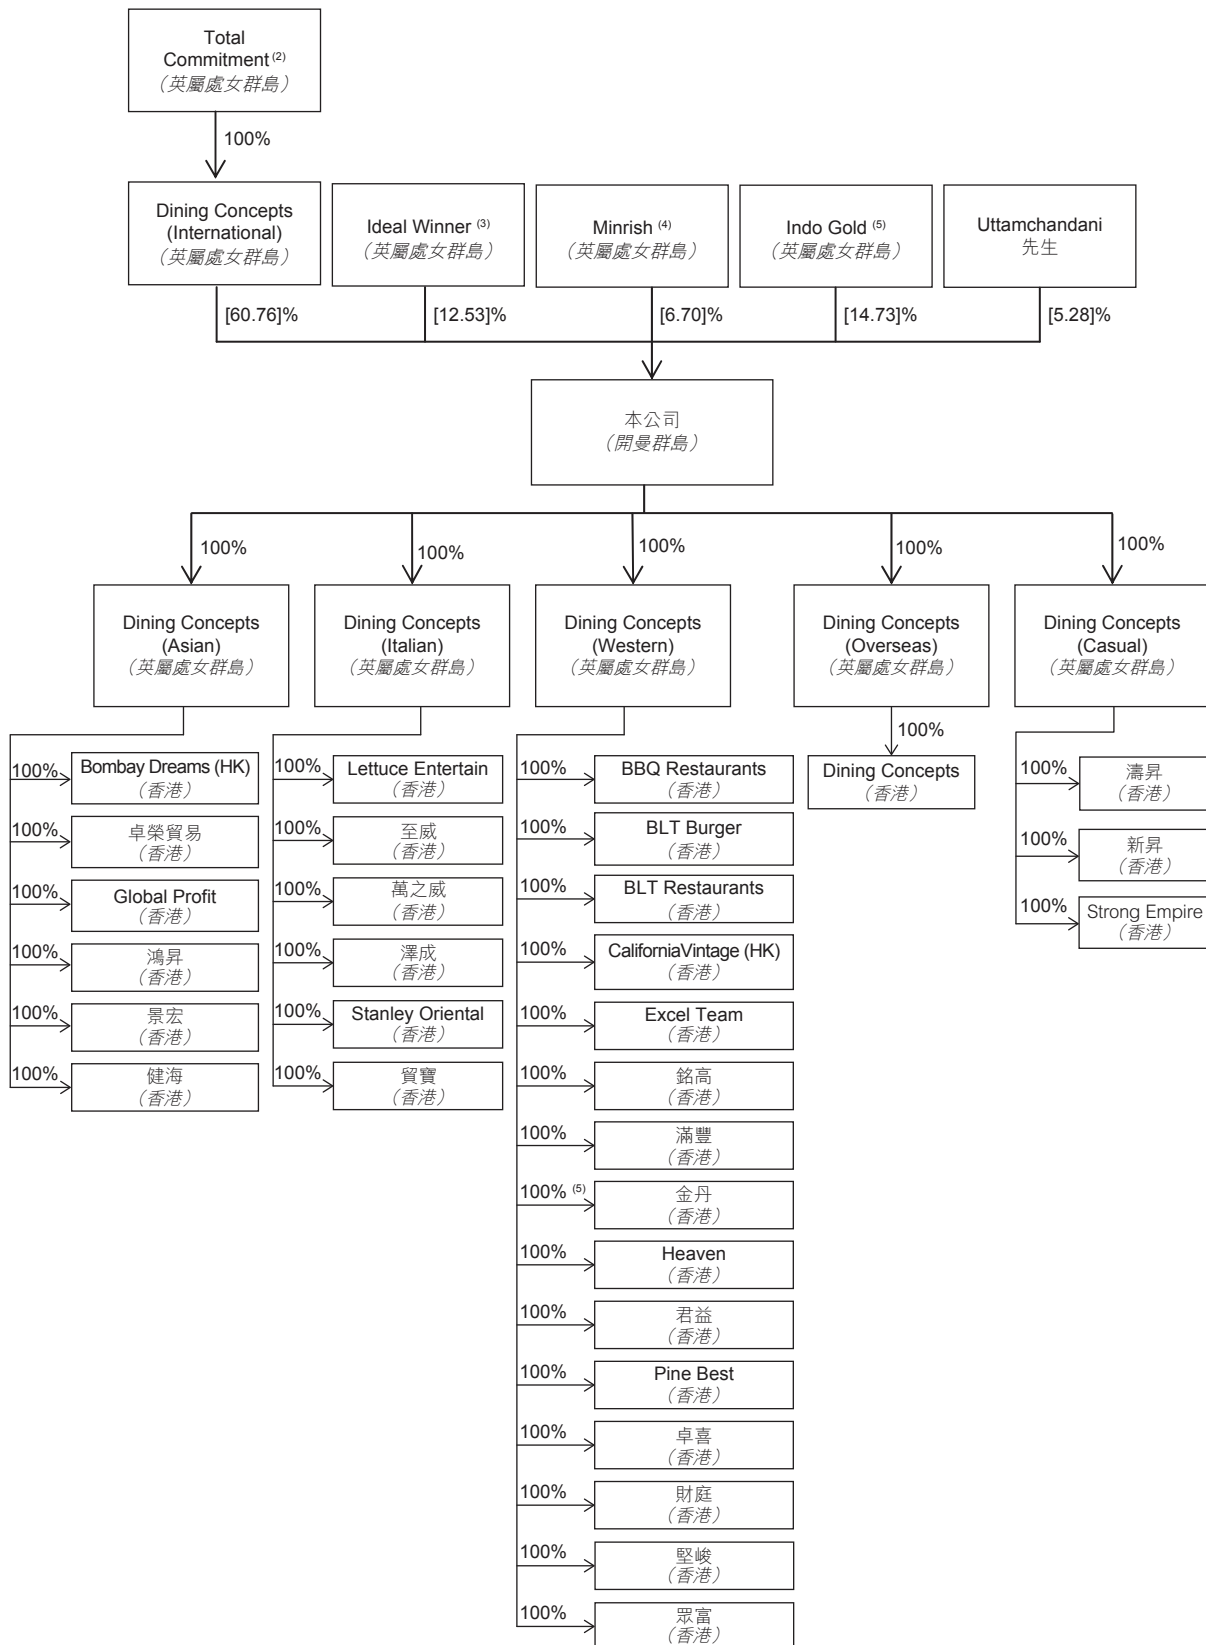 Total
Commitment (2)
（英屬處女群島）
100%
Dining Concepts
(International)
（英屬處女群島）
Ideal Winner (3)
（英屬處女群島）
Minrish (4)
（英屬處女群島）
Indo Gold (5)
（英屬處女群島）
Uttamchandani
先生
[60.76]%
[12.53]%
[6.70]%
[14.73]%
[5.28]%
本公司
（開曼群島）
100%
100%
100%
100%
100%
Dining Concepts
(Asian)
（英屬處女群島）
Dining Concepts
(Italian)
（英屬處女群島）
Dining Concepts
(Western)
（英屬處女群島）
Dining Concepts
(Overseas)
（英屬處女群島）
Dining Concepts
(Casual)
（英屬處女群島）
100%
Bombay Dreams (HK)
（香港）
100%
卓榮貿易
（香港）
100%
Global Profit
（香港）
100%
鴻昇
（香港）
100%
景宏
（香港）
100%
健海
（香港）
100%
Lettuce Entertain
（香港）
100%
至威
（香港）
100%
萬之威
（香港）
100%
澤成
（香港）
100%
Stanley Oriental
（香港）
100%
貿寶
（香港）
100%
BBQ Restaurants
（香港）
100%
BLT Burger
（香港）
100%
BLT Restaurants
（香港）
100%
CaliforniaVintage (HK)
（香港）
100%
Excel Team
（香港）
100%
銘高
（香港）
100%
滿豐
（香港）
100% (5)
金丹
（香港）
100%
Heaven
（香港）
100%
君益
（香港）
100%
Pine Best
（香港）
100%
卓喜
（香港）
100%
財庭
（香港）
100%
堅峻
（香港）
100%
眾富
（香港）
100%
Dining Concepts
（香港）
100%
濤昇
（香港）
100%
新昇
（香港）
100%
Strong Empire
（香港）